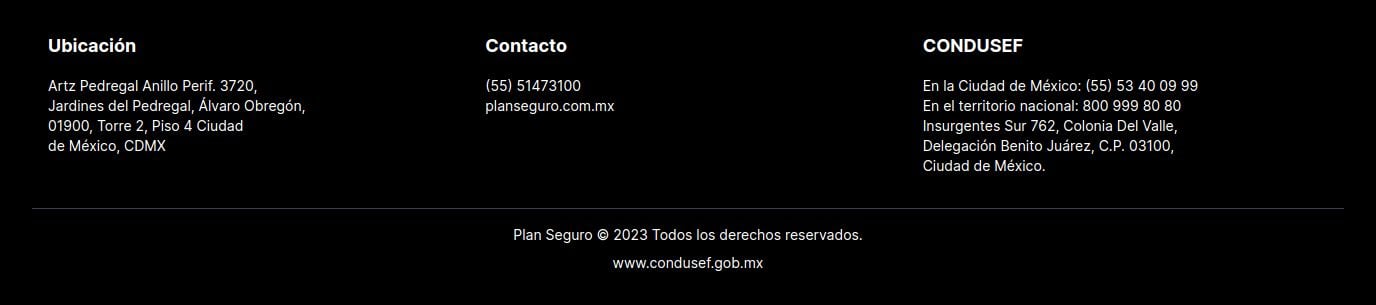 Ubicación
Artz Pedregal Anillo Perif. 3720,
Jardines del Pedregal, Álvaro Obregón,
01900, Torre 2, Piso 4 Ciudad
de México, CDMX
Contacto
(55) 51473100
planseguro.com.mx
CONDUSEF
En la Ciudad de México: (55) 53 40 09 99
En el territorio nacional: 800 999 80 80
Insurgentes Sur 762, Colonia Del Valle,
Delegación Benito Juárez, C.P. 03100,
Ciudad de México.
Plan Seguro © 2023 Todos los derechos reservados.
www.condusef.gob.mx